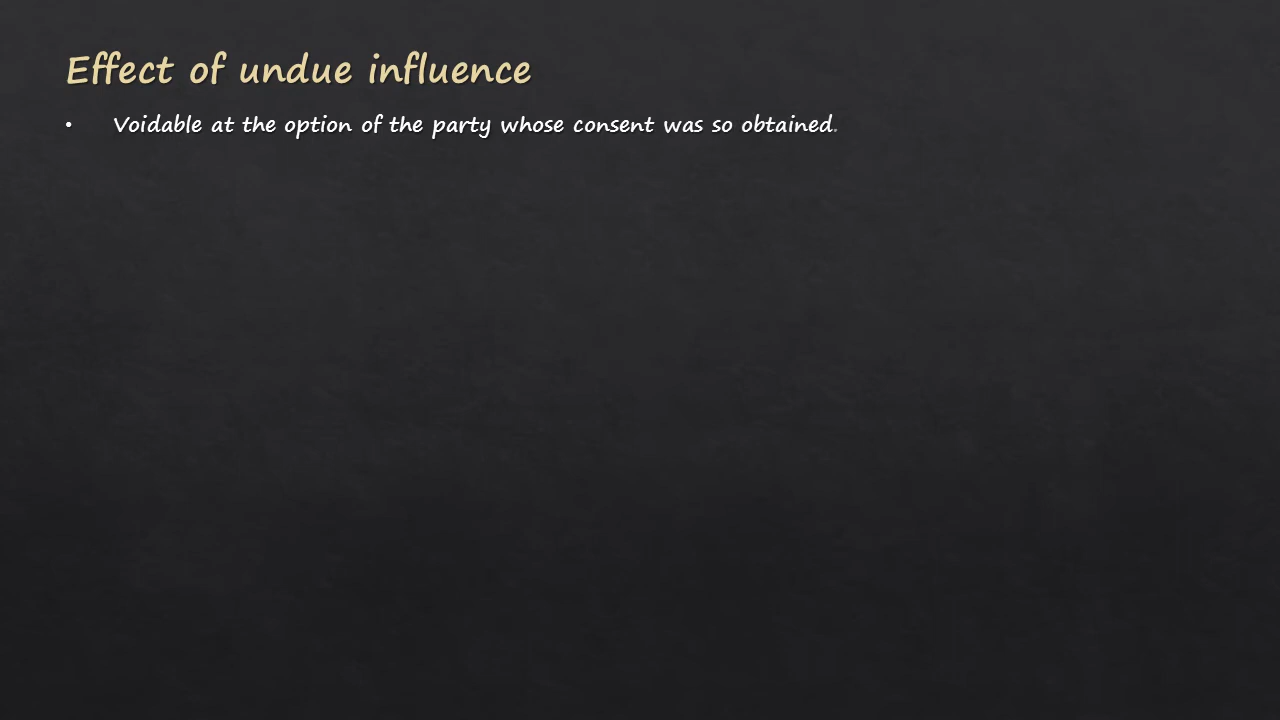 Effect of undue influence
• Voidable at the option of the party whose consent was so obtained.